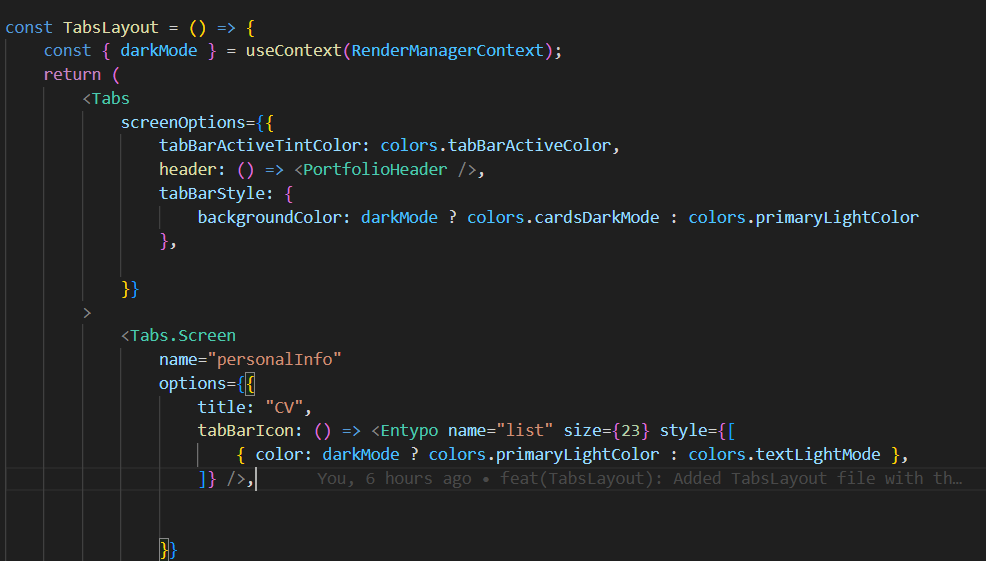 const TabsLayout = () => {
    const { darkMode } = useContext(RenderManagerContext);
    return (
        <Tabs
            screenOptions={{
                tabBarActiveTintColor: colors.tabBarActiveColor,
                header: () => <PortfolioHeader />,
                tabBarStyle: {
                    backgroundColor: darkMode ? colors.cardsDarkMode : colors.primaryLightColor
                },

            }}
        >
            <Tabs.Screen
                name="personalInfo"
                options={{
                    title: "CV",
                    tabBarIcon: () => <Entypo name="list" size={23} style={[
                        { color: darkMode ? colors.primaryLightColor : colors.textLightMode },
                    ]} />,      You, 6 hours ago • feat(TabsLayout): Added TabsLayout file with th…


                }}